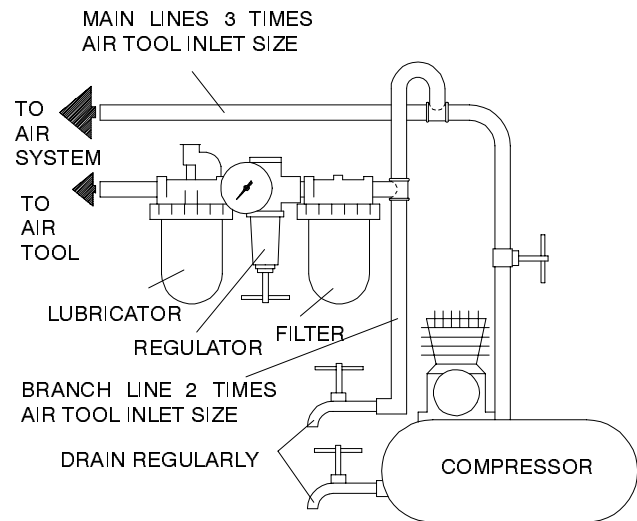 MAIN LINES 3 TIMES
AIR TOOL INLET SIZE
TO
AIR
SYSTEM
TO
AIR
TOOL
LUBRICATOR
REGULATOR
FILTER
BRANCH LINE 2 TIMES
AIR TOOL INLET SIZE
DRAIN REGULARLY
COMPRESSOR